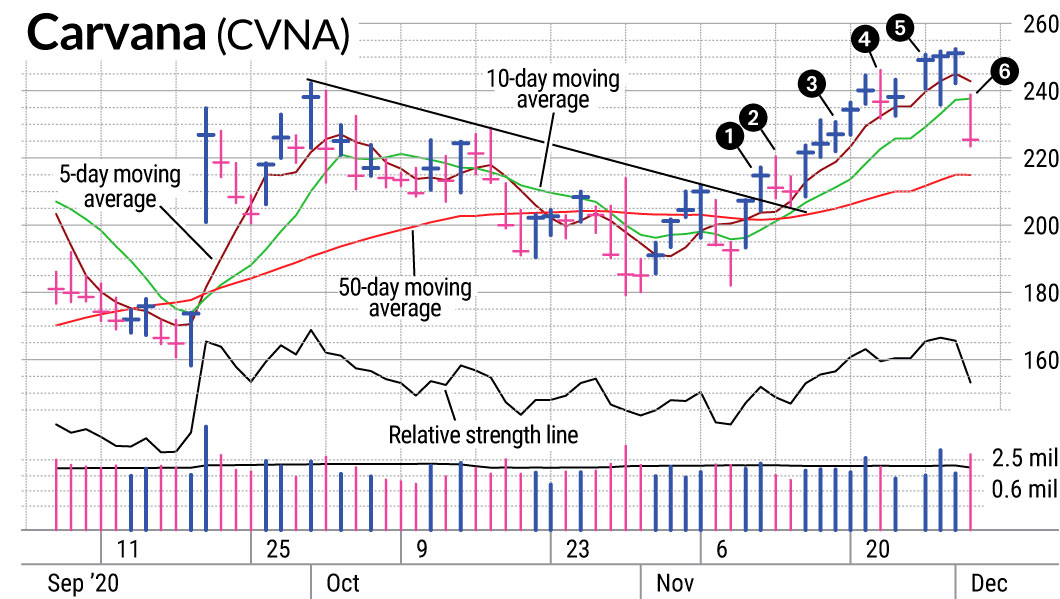 Carvana (CVNA)
260
240
220
200
180
160
10-day moving
average
5-day moving
average
50-day moving
average
Relative strength line
1
2
3
4
5
6
2.5 mil
0.6 mil
11
25
9
23
6
20
Sep ’20
Oct
Nov
Dec